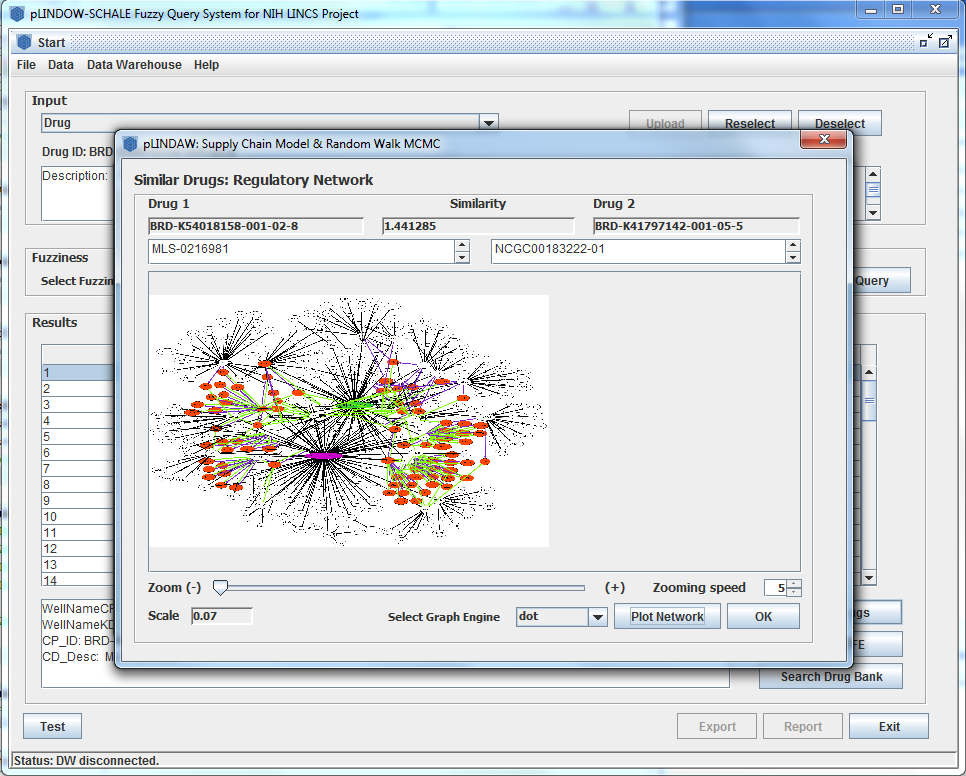 pLINDOW-SCHALE Fuzzy Query System for NIH LINCS Project
Start
File Data Data Warehouse Help
Input
Drug
Upload Reselect Deselect
Drug ID: BRD
Description:
Fuzziness
Select Fuzzin
Query
Results
1
2
3
4
5
6
7
8
9
10
11
12
13
14
pLINDAW: Supply Chain Model & Random Walk MCMC
Similar Drugs: Regulatory Network
Drug 1 Similarity Drug 2
BRD-K54018158-001-02-8 1.441285 BRD-K41797142-001-05-5
MLS-0216981 NCGC00183222-01
Zoom (-) (+) Zooming speed 5
Scale 0.07 Select Graph Engine dot Plot Network OK
WellNameCP
WellNameKD
CP_ID: BRD-
CD_Desc: M
gs
FE
Search Drug Bank
Test Export Report Exit
Status: DW disconnected.